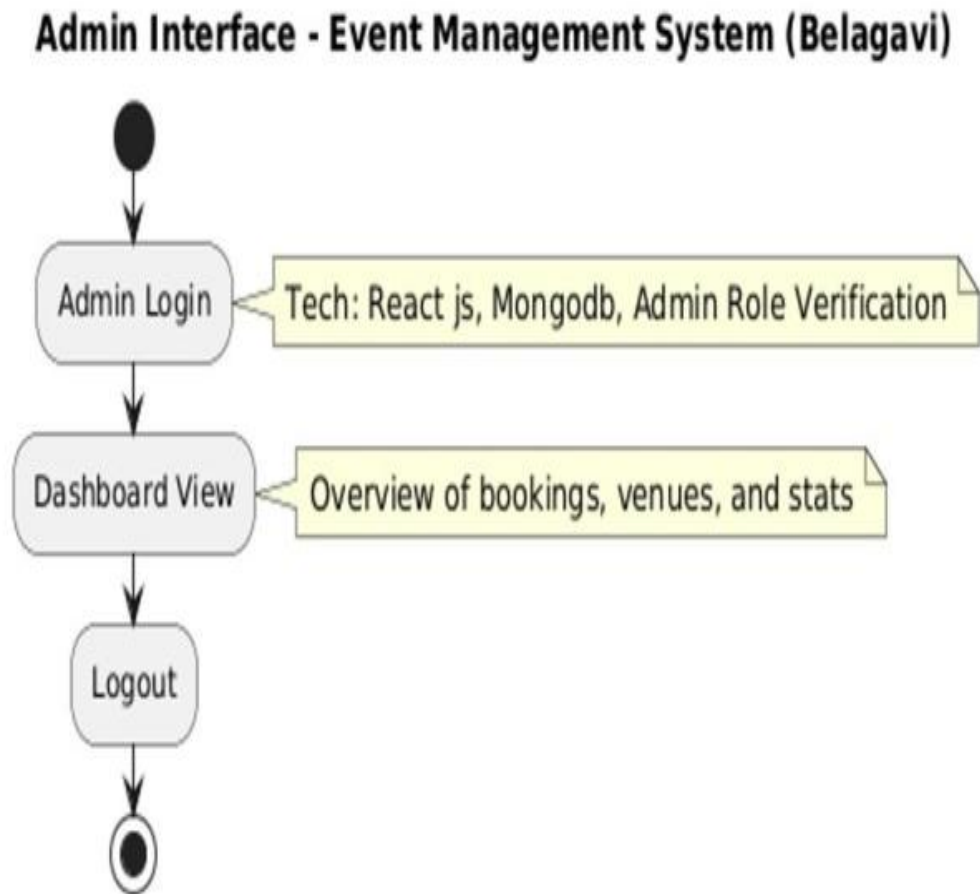 Admin Interface - Event Management System (Belagavi)
Admin Login
Tech: React js, Mongodb, Admin Role Verification
Dashboard View
Overview of bookings, venues, and stats
Logout